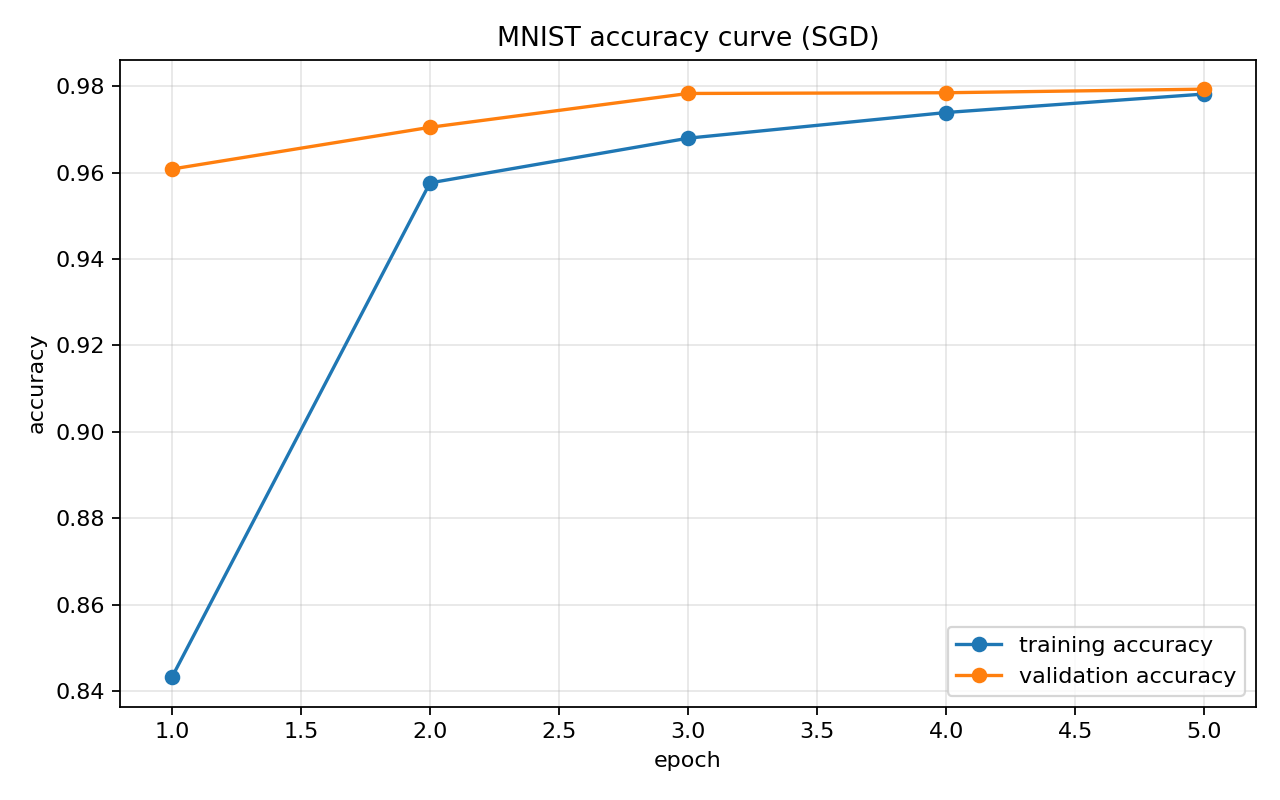 MNIST accuracy curve (SGD)
0.98
0.96
0.94
0.92
0.90
0.88
0.86
0.84
accuracy
training accuracy
validation accuracy
1.0 1.5 2.0 2.5 3.0 3.5 4.0 4.5 5.0
epoch